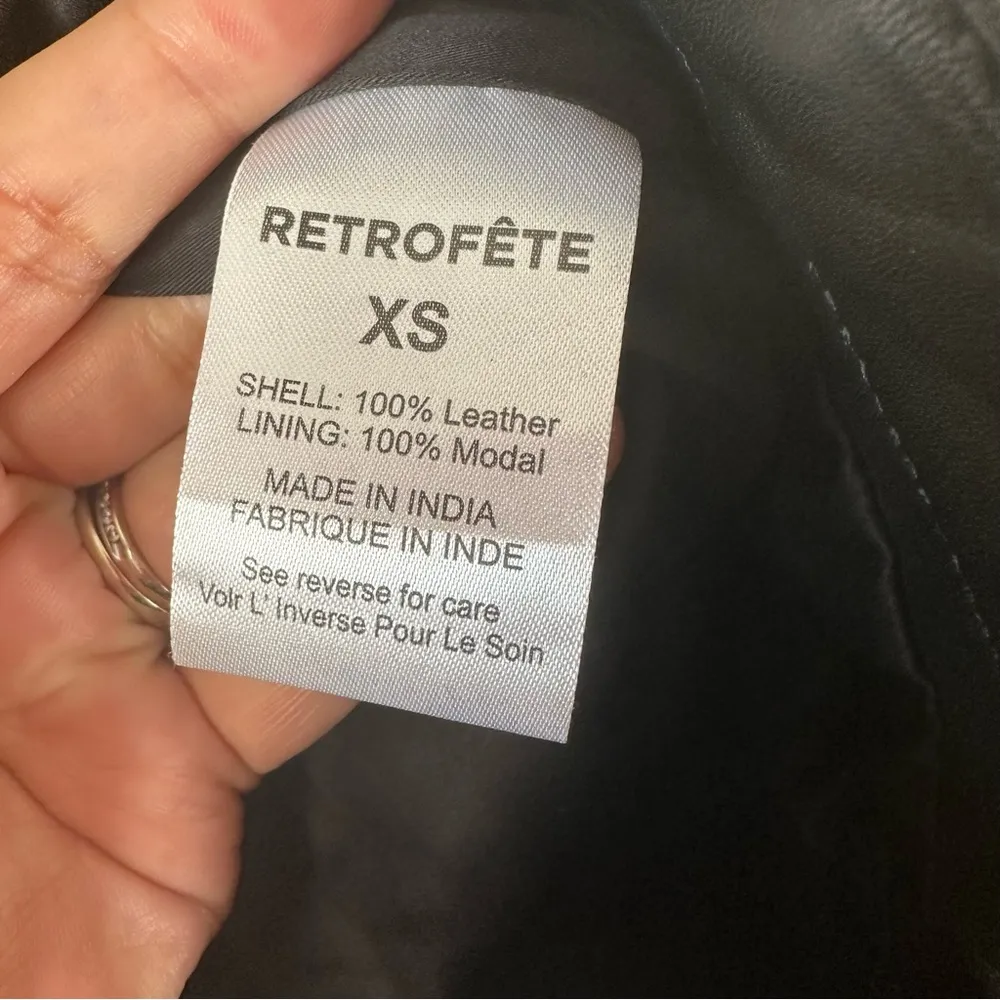 RETROFÊTE
XS
SHELL: 100% Leather
LINING: 100% Modal
MADE IN INDIA
FABRIQUE IN INDE
See reverse for care
Voir L' Inverse Pour Le Soin